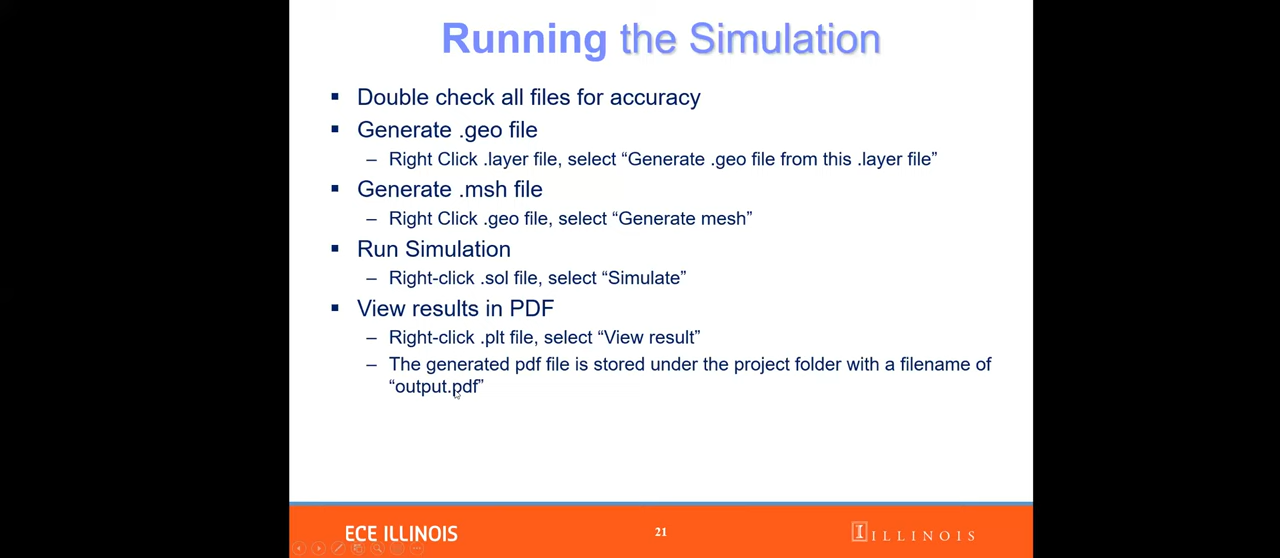 Running the Simulation
▪ Double check all files for accuracy
▪ Generate .geo file
– Right Click .layer file, select “Generate .geo file from this .layer file”
▪ Generate .msh file
– Right Click .geo file, select “Generate mesh”
▪ Run Simulation
– Right-click .sol file, select “Simulate”
▪ View results in PDF
– Right-click .plt file, select “View result”
– The generated pdf file is stored under the project folder with a filename of
“output.pdf”
ECE ILLINOIS
21
I ILLINOIS